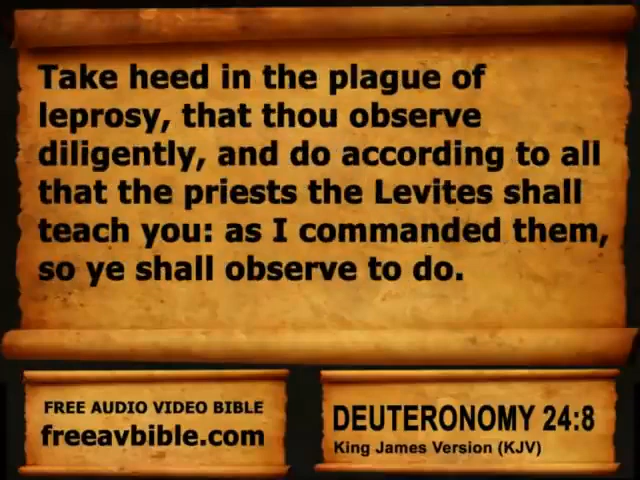 Take heed in the plague of
leprosy, that thou observe
diligently, and do according to all
that the priests the Levites shall
teach you: as I commanded them,
so ye shall observe to do.
FREE AUDIO VIDEO BIBLE
freeavbible.com
DEUTERONOMY 24:8
King James Version (KJV)